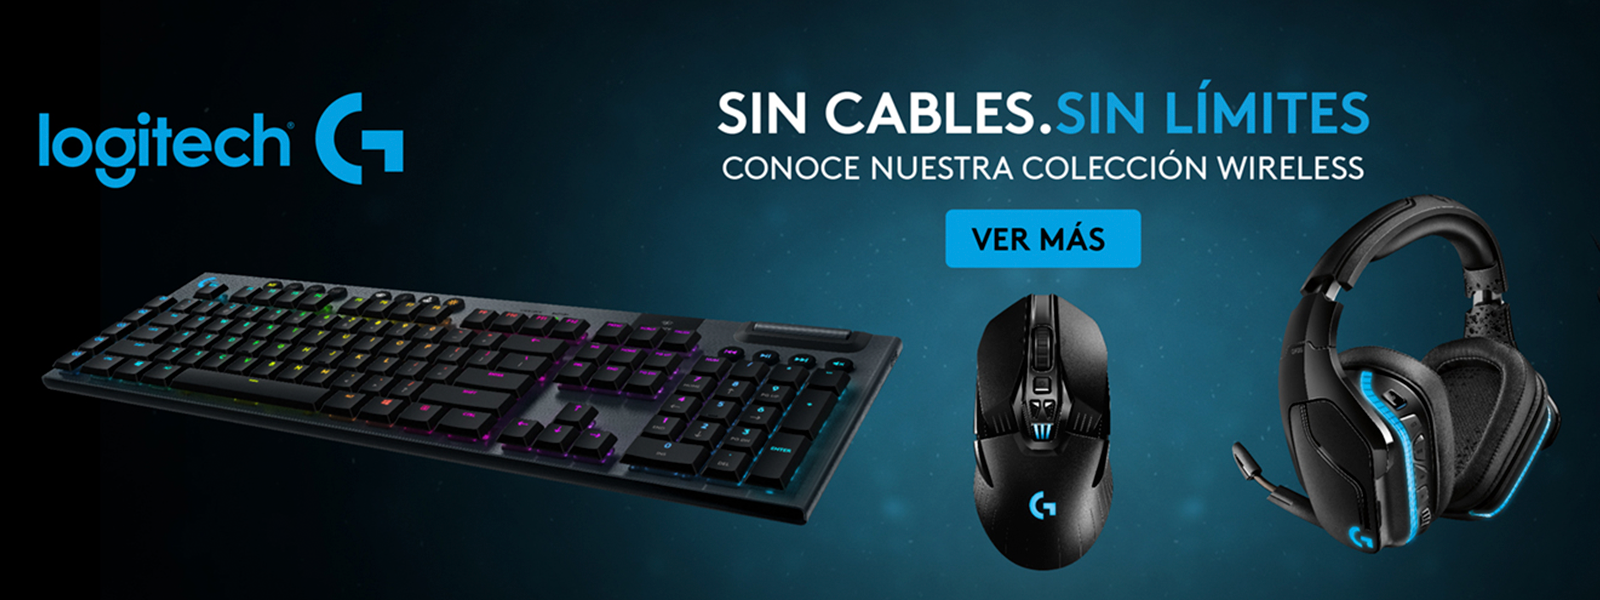 logitech G
SIN CABLES.SIN LÍMITES
CONOCE NUESTRA COLECCIÓN WIRELESS
VER MÁS